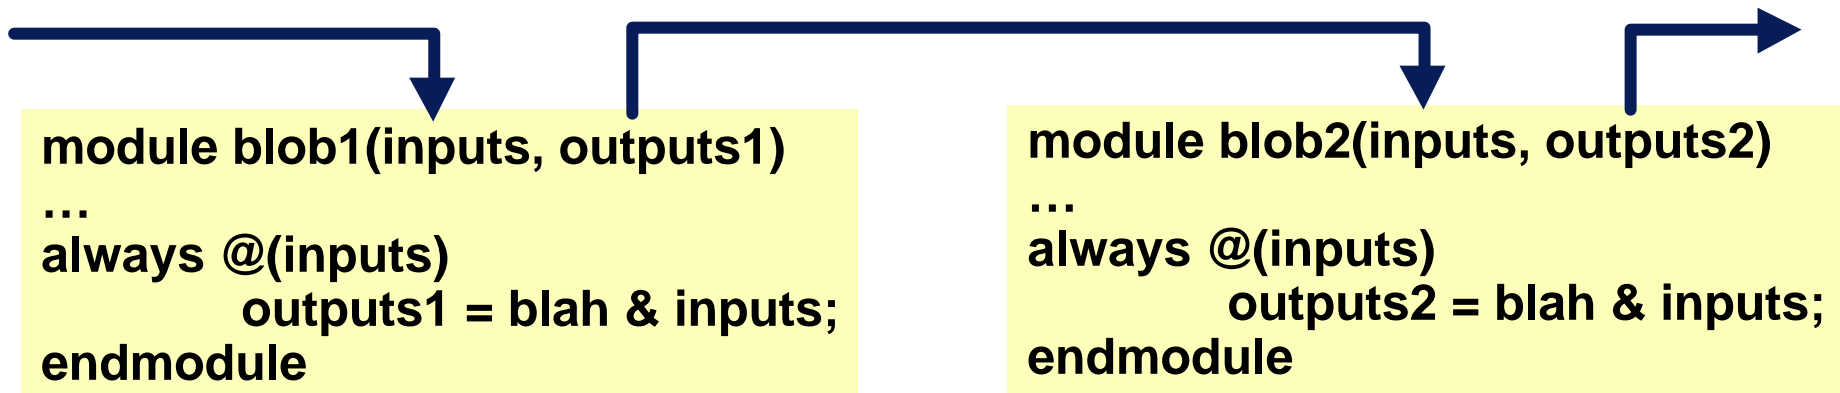 module blob1(inputs, outputs1)
…
always @(inputs)
outputs1 = blah & inputs;
endmodule
module blob2(inputs, outputs2)
…
always @(inputs)
outputs2 = blah & inputs;
endmodule